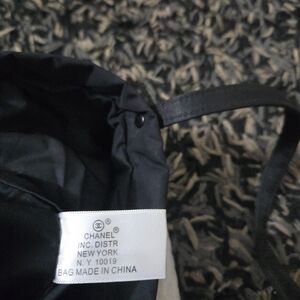 ®
CHANEL®
INC. DISTR
NEW YORK
N. Y 10019
BAG MADE IN CHINA